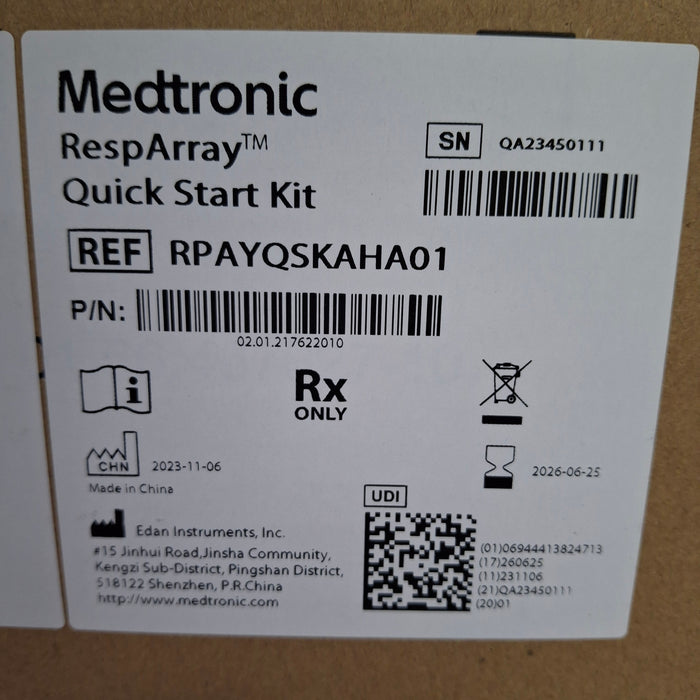 Medtronic
RespArray™
Quick Start Kit
SN QA23450111
REF RPAYQSKAHA01
P/N:
02.01.217622010
i
Rx
ONLY
CHN 2023-11-06
Made in China
2026-06-25
UDI
Edan Instruments, Inc.
#15 Jinhui Road,Jinsha Community,
Kengzi Sub-District, Pingshan District,
518122 Shenzhen, P.R.China
http://www.medtronic.com
(01)06944413824713
(17)260625
(11)231106
(21)QA23450111
(20)01